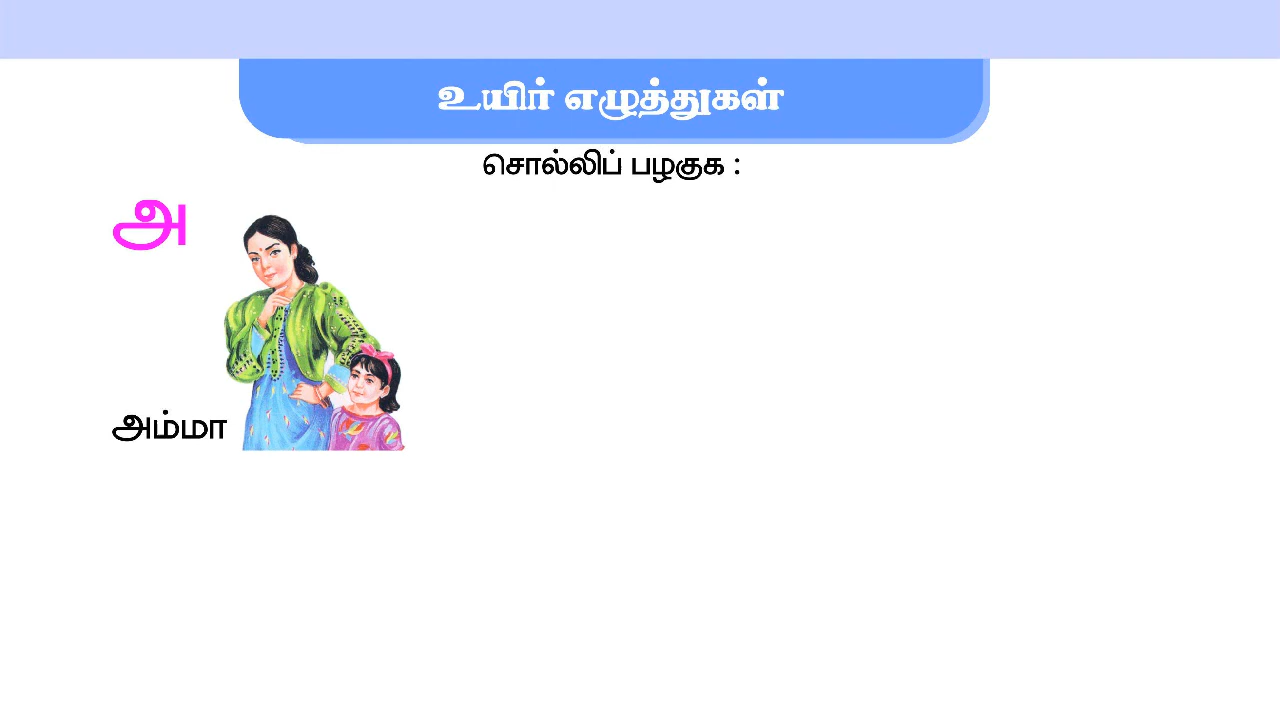 உயிர் எழுத்துகள்
சொல்லிப் பழகுக :
அ
அம்மா